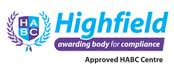 HABC
Highfield
awarding body for compliance
Approved HABC Centre